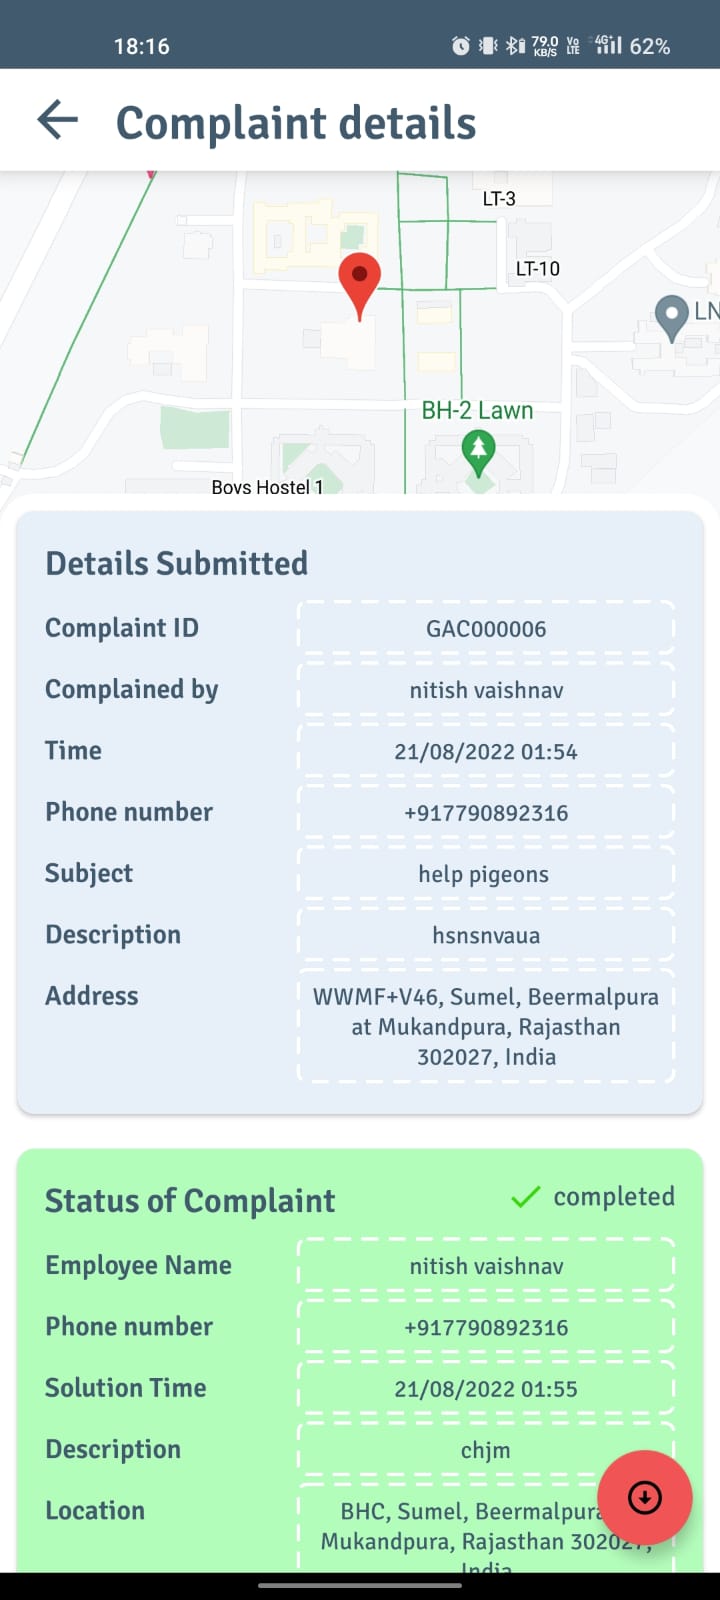 18:16
79.0 KB/S
Vo LTE
4G+
62%
Complaint details
LT-3
LT-10
LN
BH-2 Lawn
Boys Hostel 1
Details Submitted
Complaint ID GAC000006
Complained by nitish vaishnav
Time 21/08/2022 01:54
Phone number +917790892316
Subject help pigeons
Description hsnsnvaua
Address WWMF+V46, Sumel, Beermalpura
at Mukandpura, Rajasthan
302027, India
Status of Complaint completed
Employee Name nitish vaishnav
Phone number +917790892316
Solution Time 21/08/2022 01:55
Description chjm
Location BHC, Sumel, Beermalpura
Mukandpura, Rajasthan 302027,
India